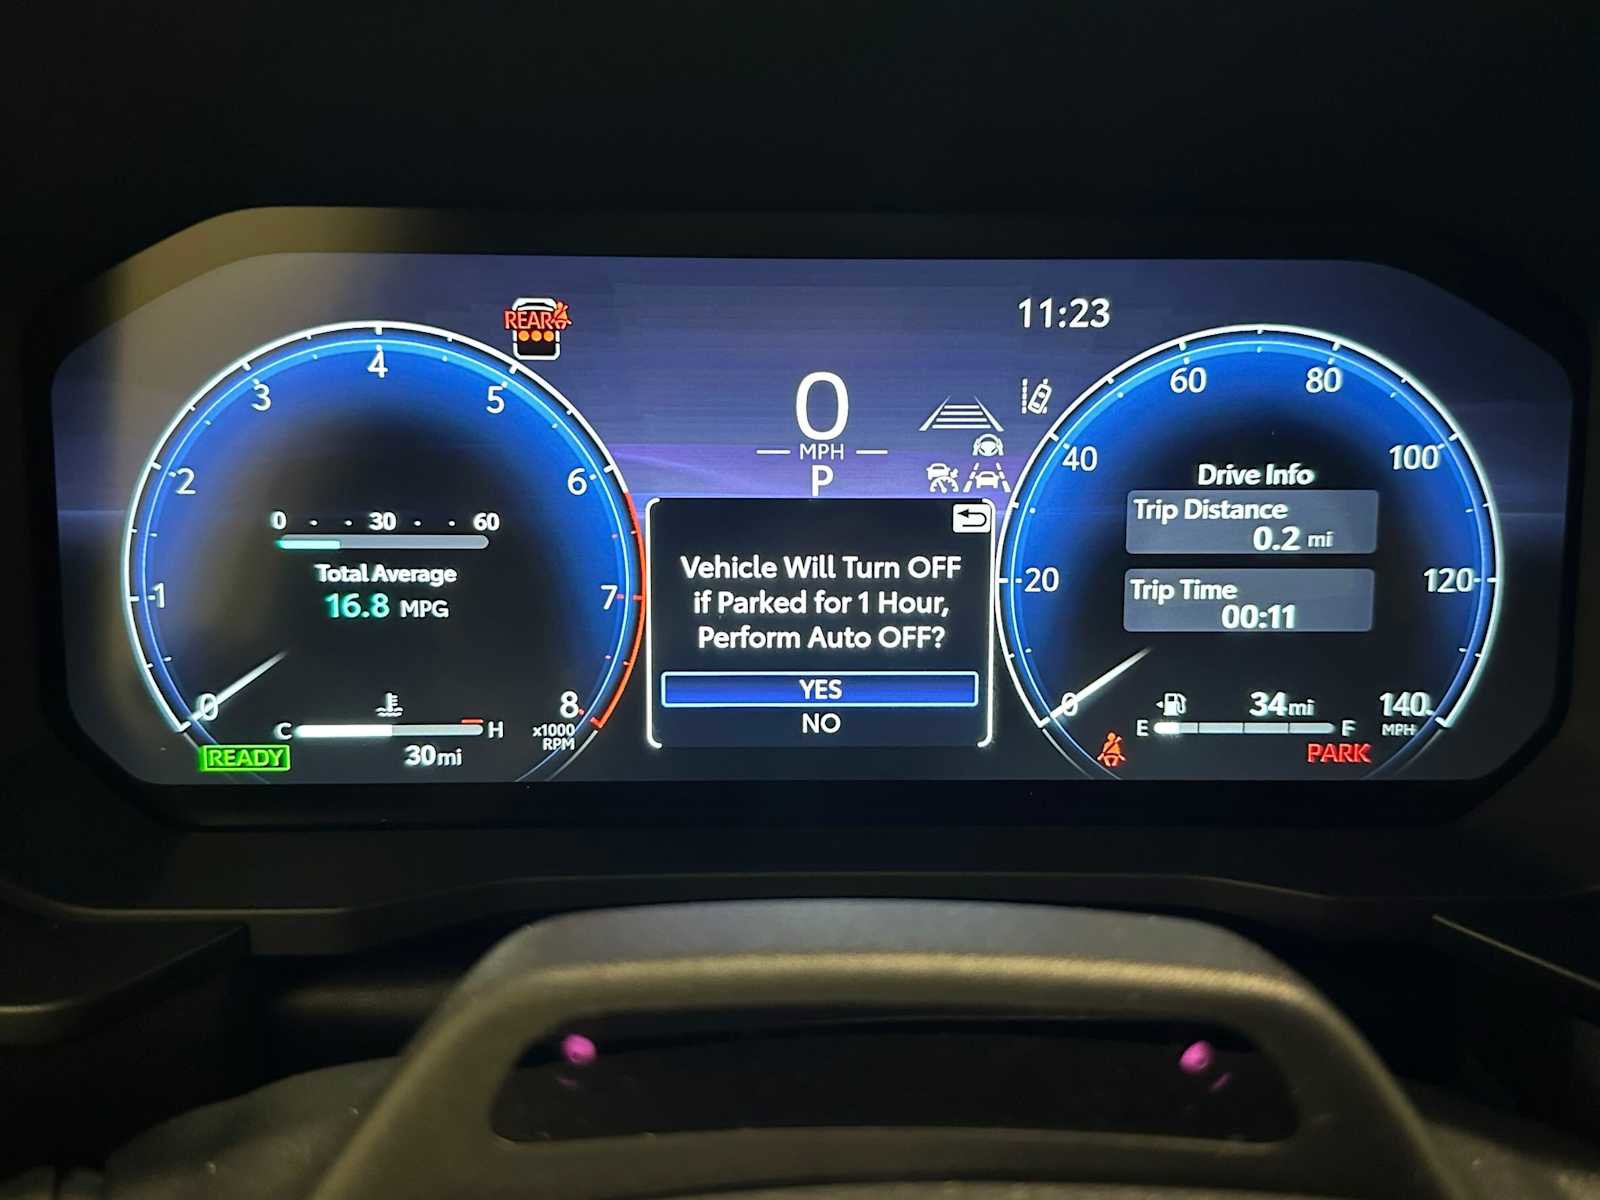 REAR
11:23
0
MPH
P
0 1 2 3 4 5 6 7 8
x1000
RPM
0 · · 30 · · 60
Total Average
16.8 MPG
C H
30mi
READY
Vehicle Will Turn OFF
if Parked for 1 Hour,
Perform Auto OFF?
YES
NO
0 20 40 60 80 100 120 140
MPH
Drive Info
Trip Distance
0.2 mi
Trip Time
00:11
34mi
E F
PARK